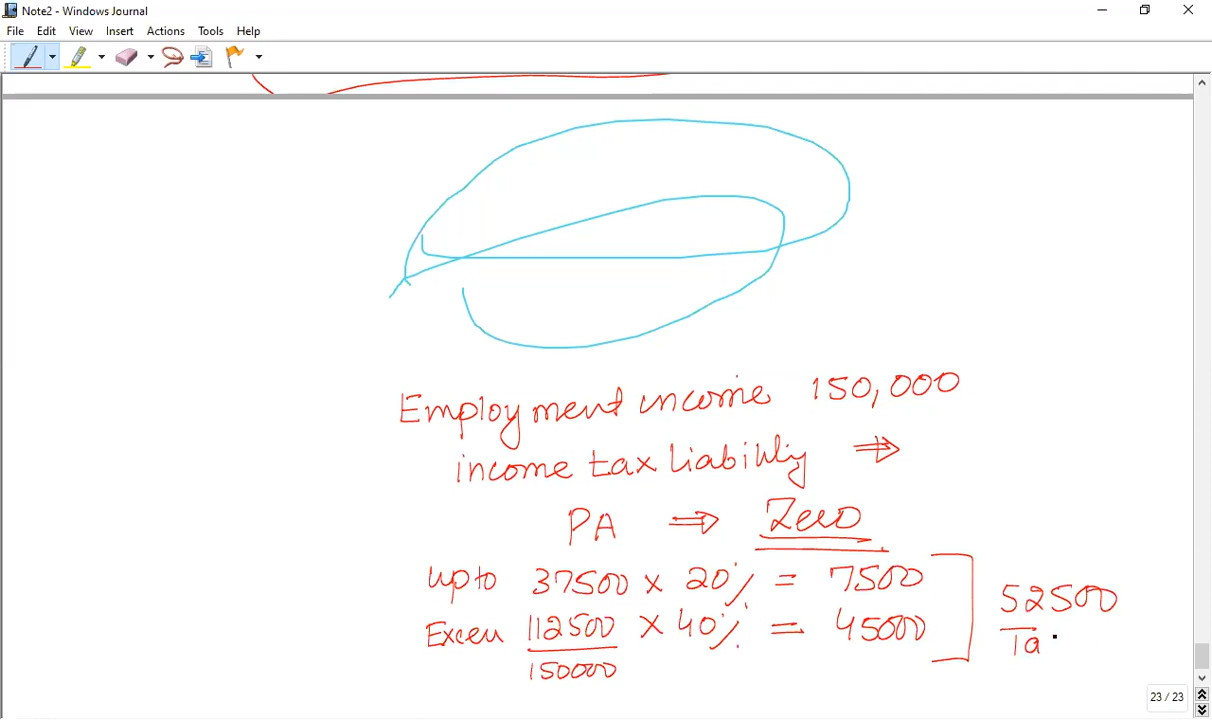 Note2 - Windows Journal
File Edit View Insert Actions Tools Help
Employment income 150,000
income tax liability ⇒
PA ⇒ Zero
upto 37500 x 20% = 7500
Excen 112500 x 40% = 45000
150000
52500
Ta
23 / 23